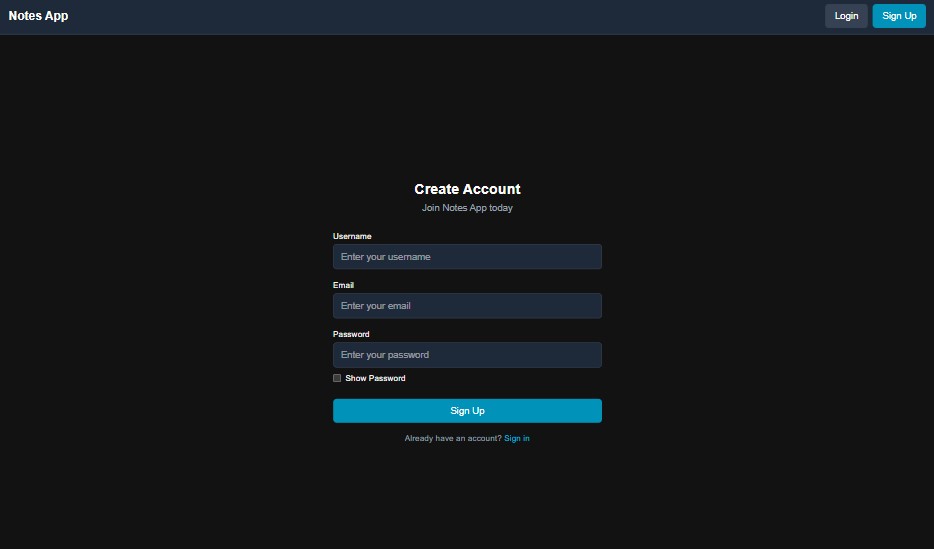 Notes App
Login
Sign Up
Create Account
Join Notes App today
Username
Enter your username
Email
Enter your email
Password
Enter your password
Show Password
Sign Up
Already have an account? Sign in